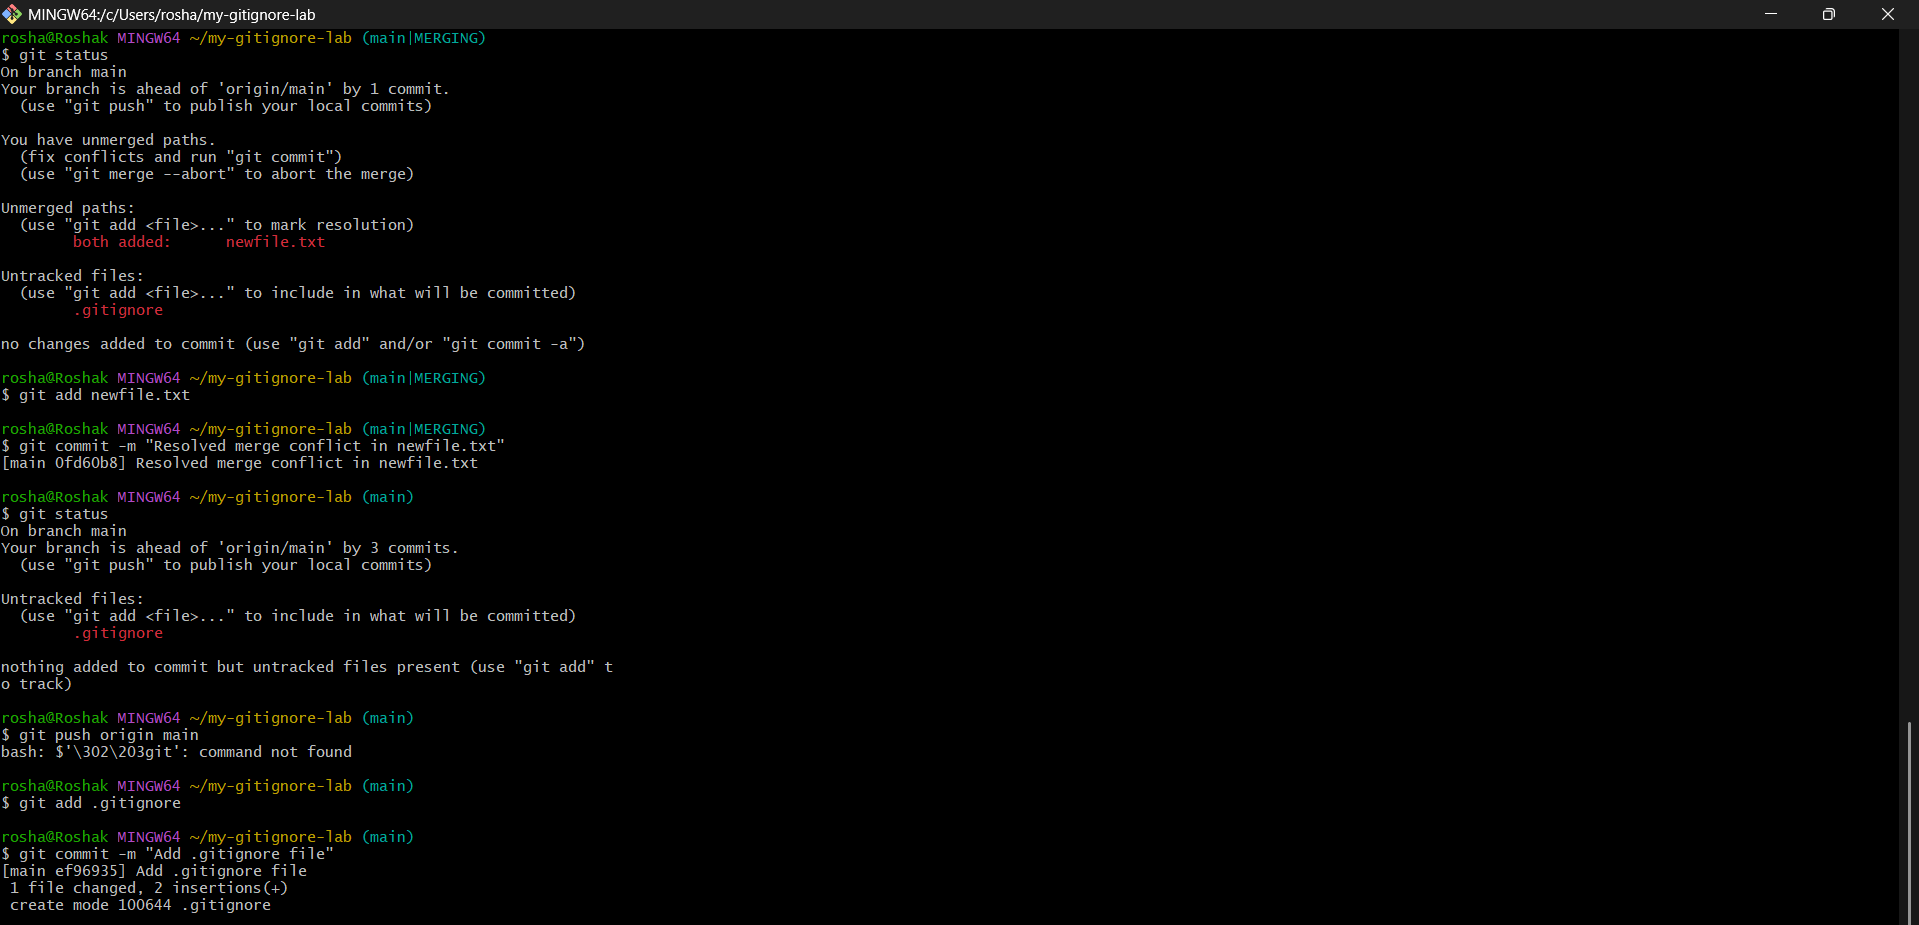 MINGW64:/c/Users/rosha/my-gitignore-lab
rosha@Roshak MINGW64 ~/my-gitignore-lab (main|MERGING)
$ git status
On branch main
Your branch is ahead of 'origin/main' by 1 commit.
  (use "git push" to publish your local commits)

You have unmerged paths.
  (fix conflicts and run "git commit")
  (use "git merge --abort" to abort the merge)

Unmerged paths:
  (use "git add <file>..." to mark resolution)
        both added:      newfile.txt

Untracked files:
  (use "git add <file>..." to include in what will be committed)
        .gitignore

no changes added to commit (use "git add" and/or "git commit -a")

rosha@Roshak MINGW64 ~/my-gitignore-lab (main|MERGING)
$ git add newfile.txt

rosha@Roshak MINGW64 ~/my-gitignore-lab (main|MERGING)
$ git commit -m "Resolved merge conflict in newfile.txt"
[main 0fd60b8] Resolved merge conflict in newfile.txt

rosha@Roshak MINGW64 ~/my-gitignore-lab (main)
$ git status
On branch main
Your branch is ahead of 'origin/main' by 3 commits.
  (use "git push" to publish your local commits)

Untracked files:
  (use "git add <file>..." to include in what will be committed)
        .gitignore

nothing added to commit but untracked files present (use "git add" t
o track)

rosha@Roshak MINGW64 ~/my-gitignore-lab (main)
$ git push origin main
bash: $'\302\203git': command not found

rosha@Roshak MINGW64 ~/my-gitignore-lab (main)
$ git add .gitignore

rosha@Roshak MINGW64 ~/my-gitignore-lab (main)
$ git commit -m "Add .gitignore file"
[main ef96935] Add .gitignore file
 1 file changed, 2 insertions(+)
 create mode 100644 .gitignore